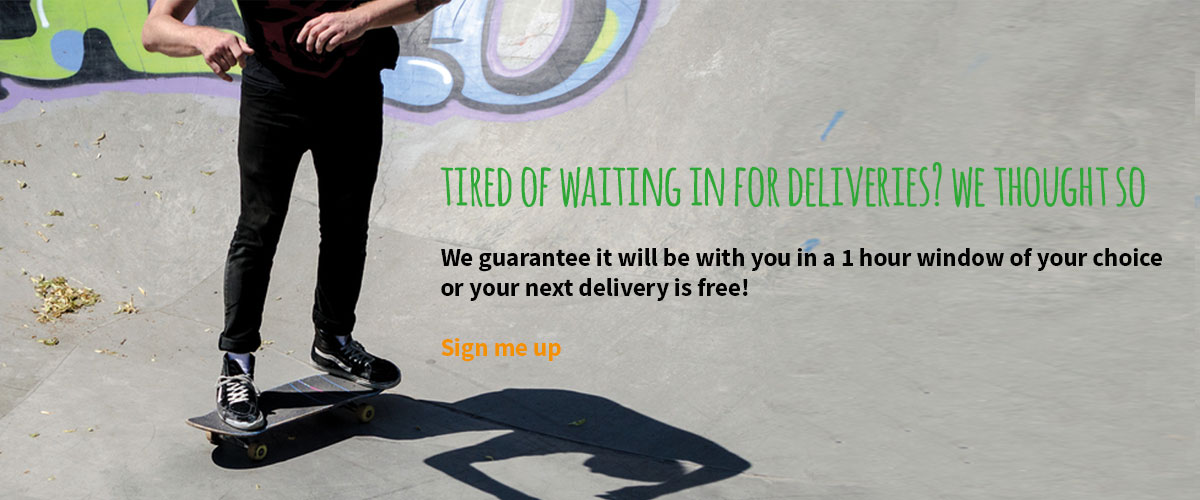 TIRED OF WAITING IN FOR DELIVERIES? WE THOUGHT SO
We guarantee it will be with you in a 1 hour window of your choice
or your next delivery is free!
Sign me up